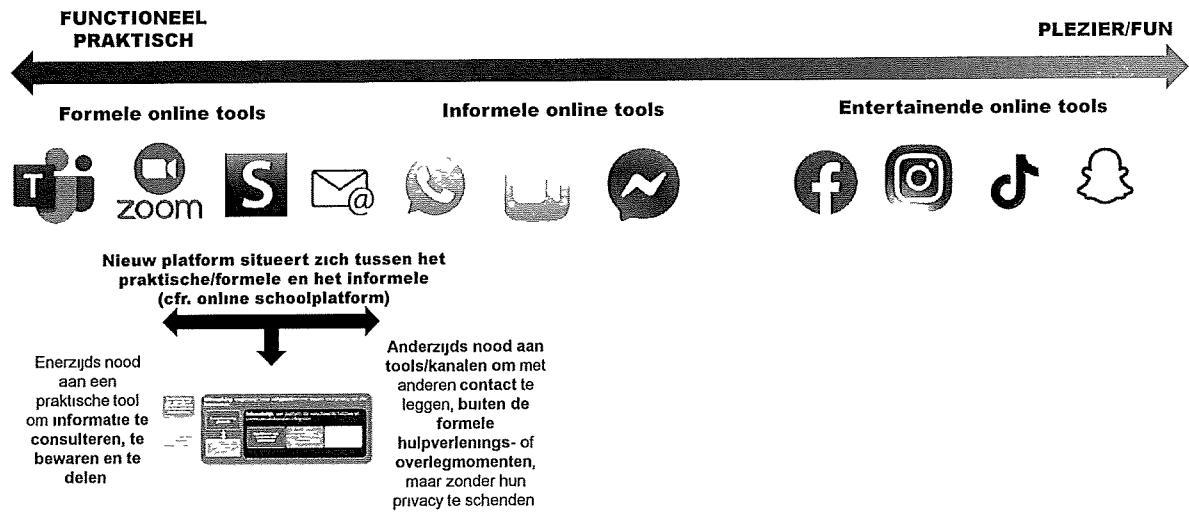 FUNCTIONEEL
PRAKTISCH
PLEZIER/FUN
Formele online tools
Informele online tools
Entertainende online tools
T
zoom
S
@
f
Nieuw platform situeert zich tussen het
praktische/formele en het informele
(cfr. online schoolplatform)
Enerzijds nood
aan een
praktische tool
om informatie te
consulteren, te
bewaren en te
delen
Anderzijds nood aan
tools/kanalen om met
anderen contact te
leggen, buiten de
formele
hulpverlenings- of
overlegmomenten,
maar zonder hun
privacy te schenden